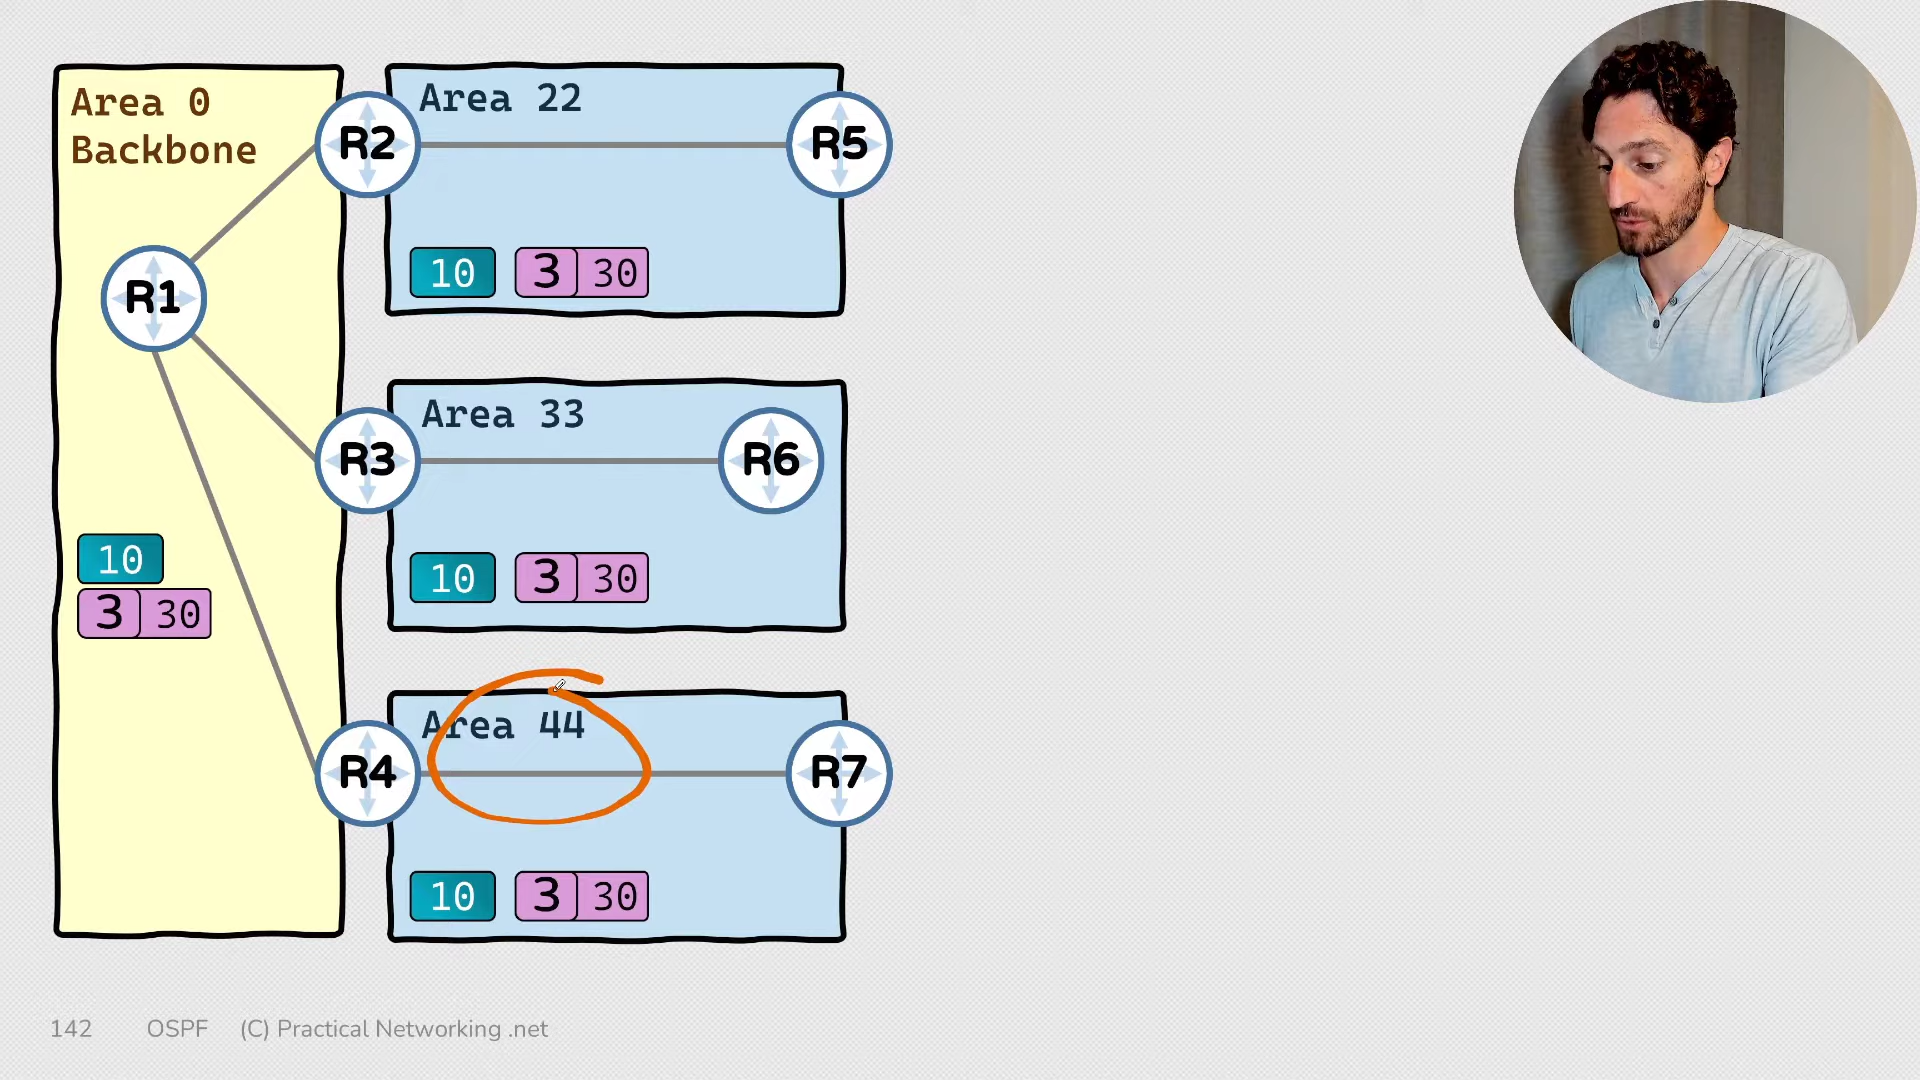 Area 0
Backbone
R1
10
3 30
R2
Area 22
R5
10 3 30
R3
Area 33
R6
10 3 30
R4
Area 44
R7
10 3 30
142 OSPF (C) Practical Networking .net